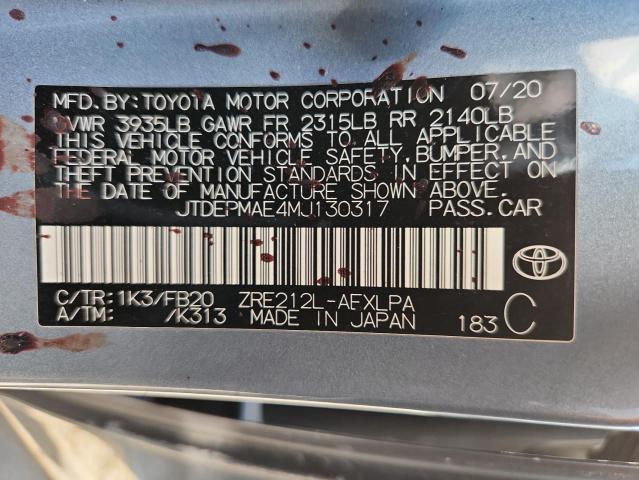 MFD.BY:TOYOTA MOTOR CORPORATION 07/20
GVWR 3935LB GAWR FR 2315LB RR 2140LB
THIS VEHICLE CONFORMS TO ALL APPLICABLE
FEDERAL MOTOR VEHICLE SAFETY,BUMPER,AND
THEFT PREVENTION STANDARDS IN EFFECT ON
THE DATE OF MANUFACTURE SHOWN ABOVE.
JTDEPMAE4MJ130317 PASS.CAR
C/TR:1K3/FB20 ZRE212L-AEXLPA
A/TM: /K313 MADE IN JAPAN 183 C